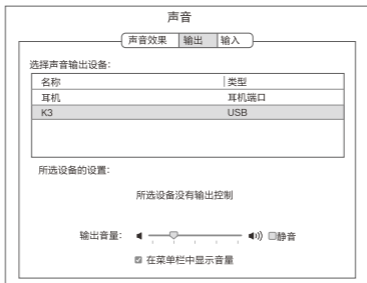 声音
声音效果 输出 输入
选择声音输出设备：
名称 类型
耳机 耳机端口
K3 USB
所选设备的设置：
所选设备没有输出控制
输出音量： 静音
在菜单栏中显示音量